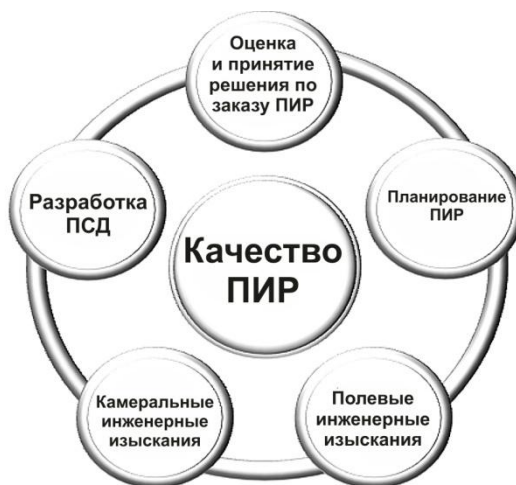 Оценка
и принятие
решения по
заказу ПИР
Планирование
ПИР
Полевые
инженерные
изыскания
Камеральные
инженерные
изыскания
Разработка
ПСД
Качество
ПИР